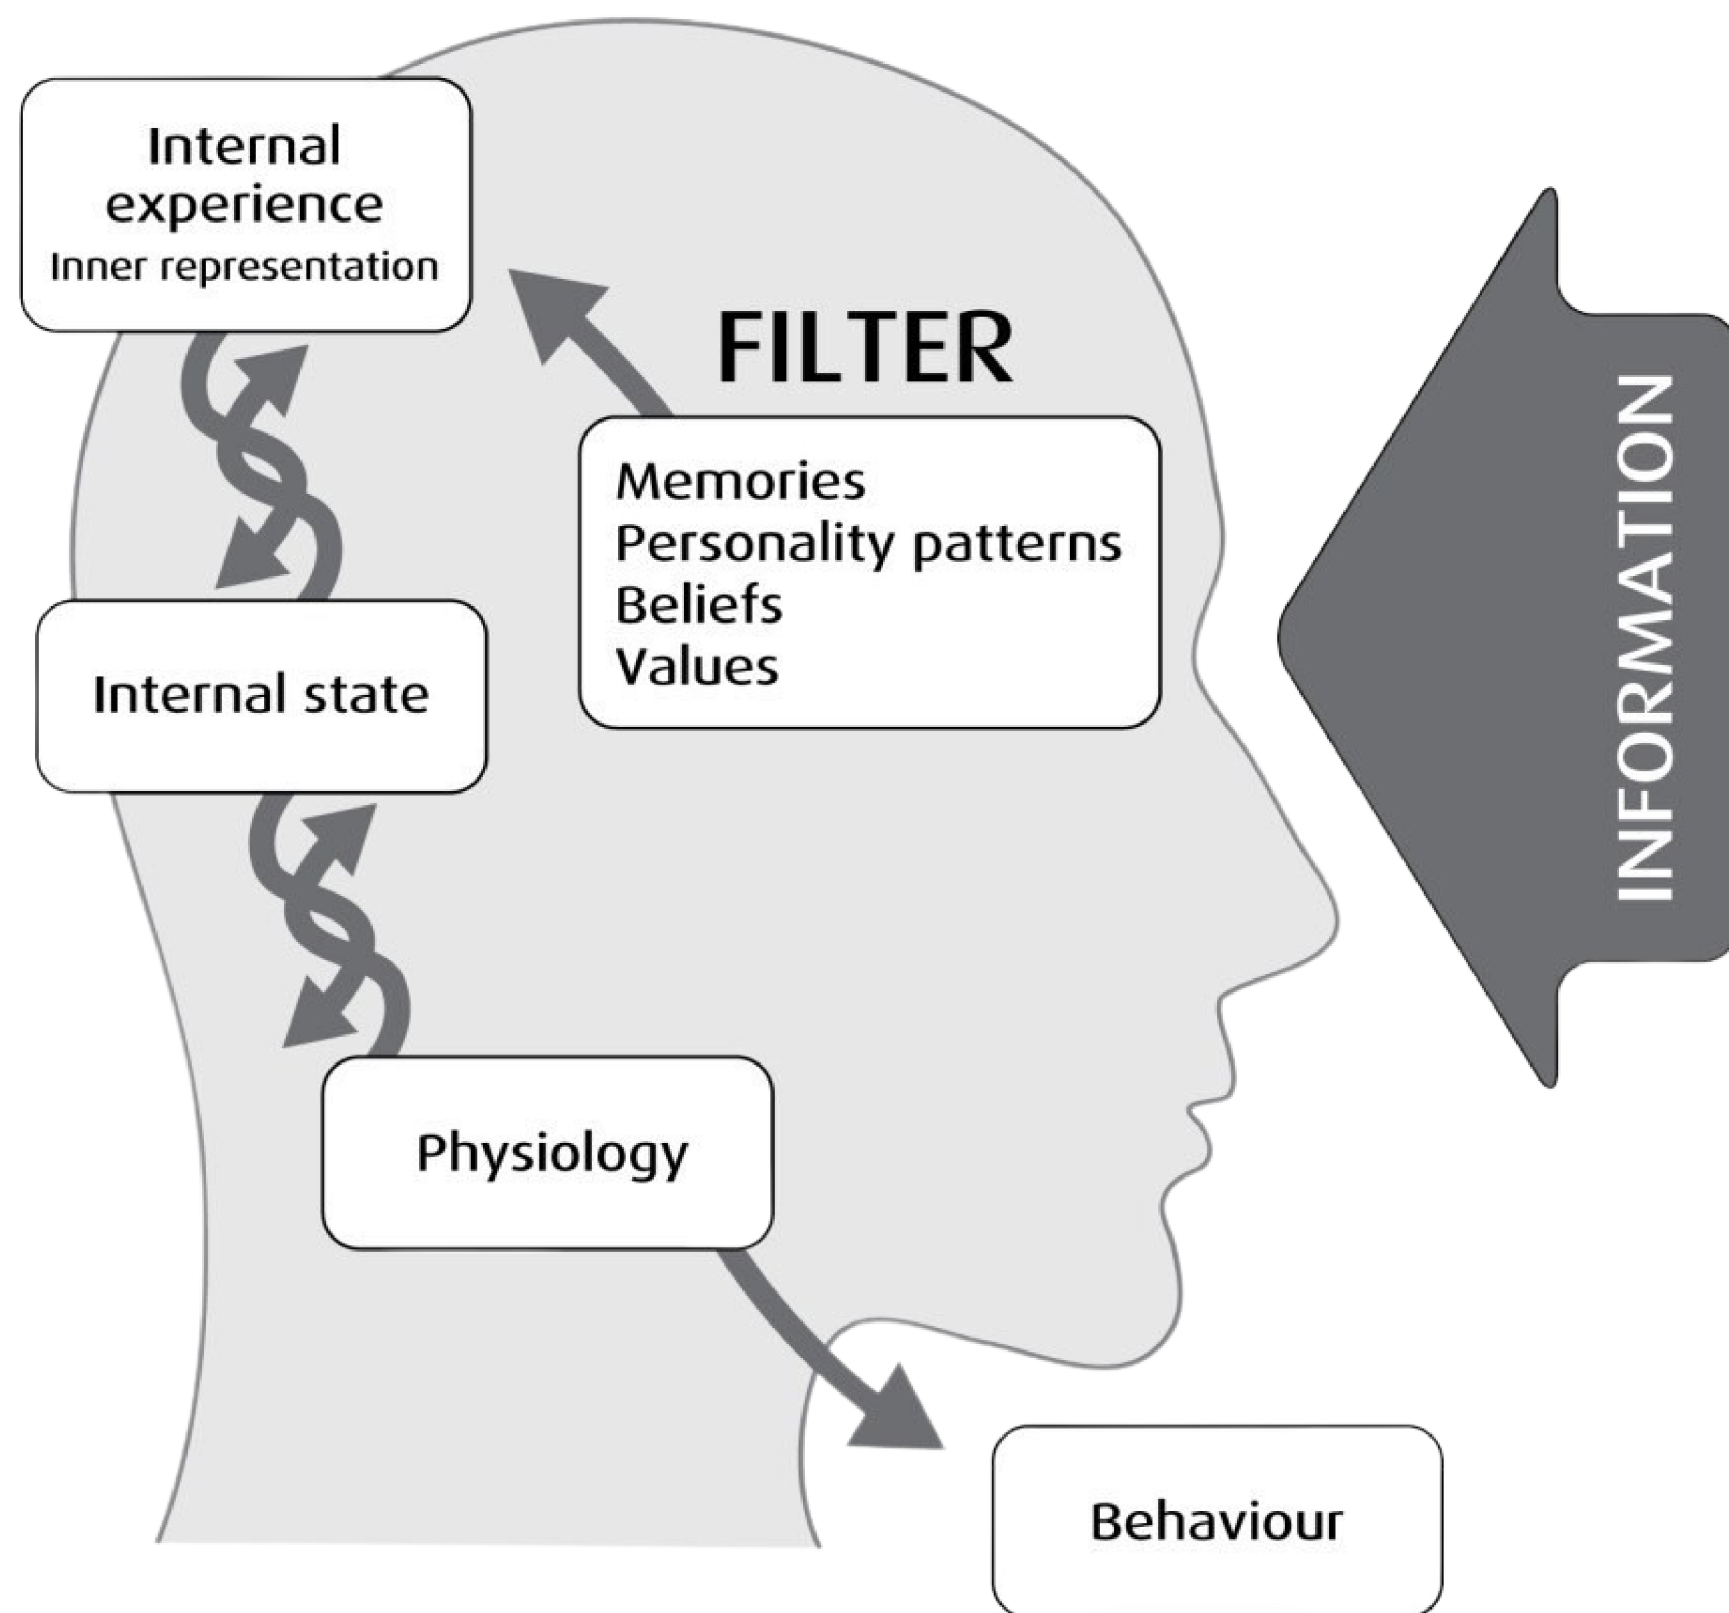 Internal
experience
Inner representation
FILTER
Memories
Personality patterns
Beliefs
Values
INFORMATION
Internal state
Physiology
Behaviour